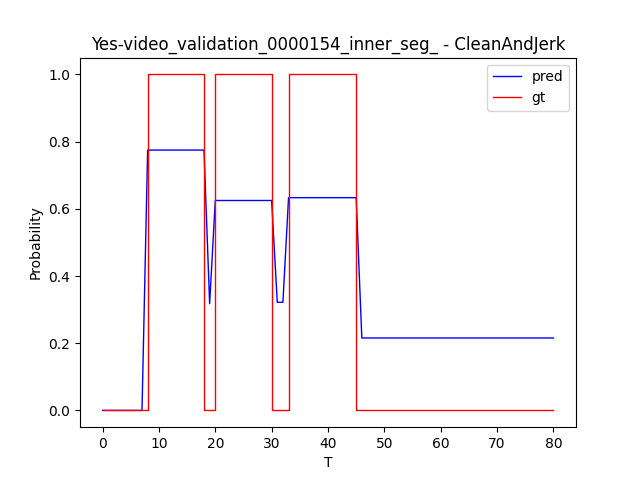 Yes-video_validation_0000154_inner_seg_ - CleanAndJerk
pred
gt
1.0
0.8
0.6
0.4
0.2
0.0
Probability
0 10 20 30 40 50 60 70 80
T